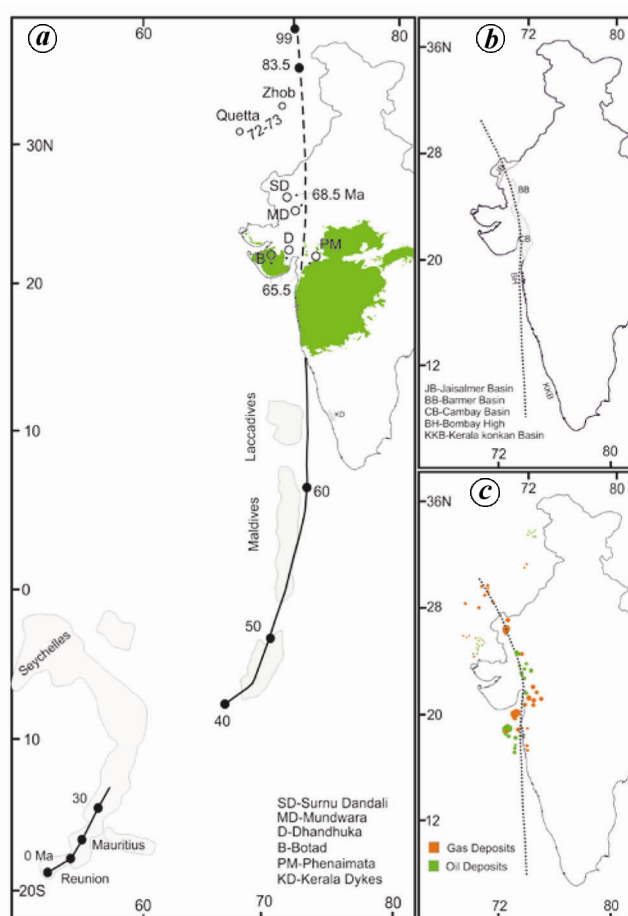 a
60
80
99
83.5
Zhob
Quetta
72-73
30N
SD
68.5 Ma
MD
D
PM
B
20
65.5
KD
10
Laccadives
60
Maldives
0
50
Seychelles
40
10
30
Mauritius
0 Ma
Reunion
20S
60
70
80
SD-Surnu Dandali
MD-Mundwara
D-Dhandhuka
B-Botad
PM-Phenaimata
KD-Kerala Dykes
b
72
80
36N
28
JB
BB
CB
20
BH
12
KKB
JB-Jaisalmer Basin
BB-Barmer Basin
CB-Cambay Basin
BH-Bombay High
KKB-Kerala konkan Basin
72
80
c
72
80
36N
28
20
12
Gas Deposits
Oil Deposits
72
80